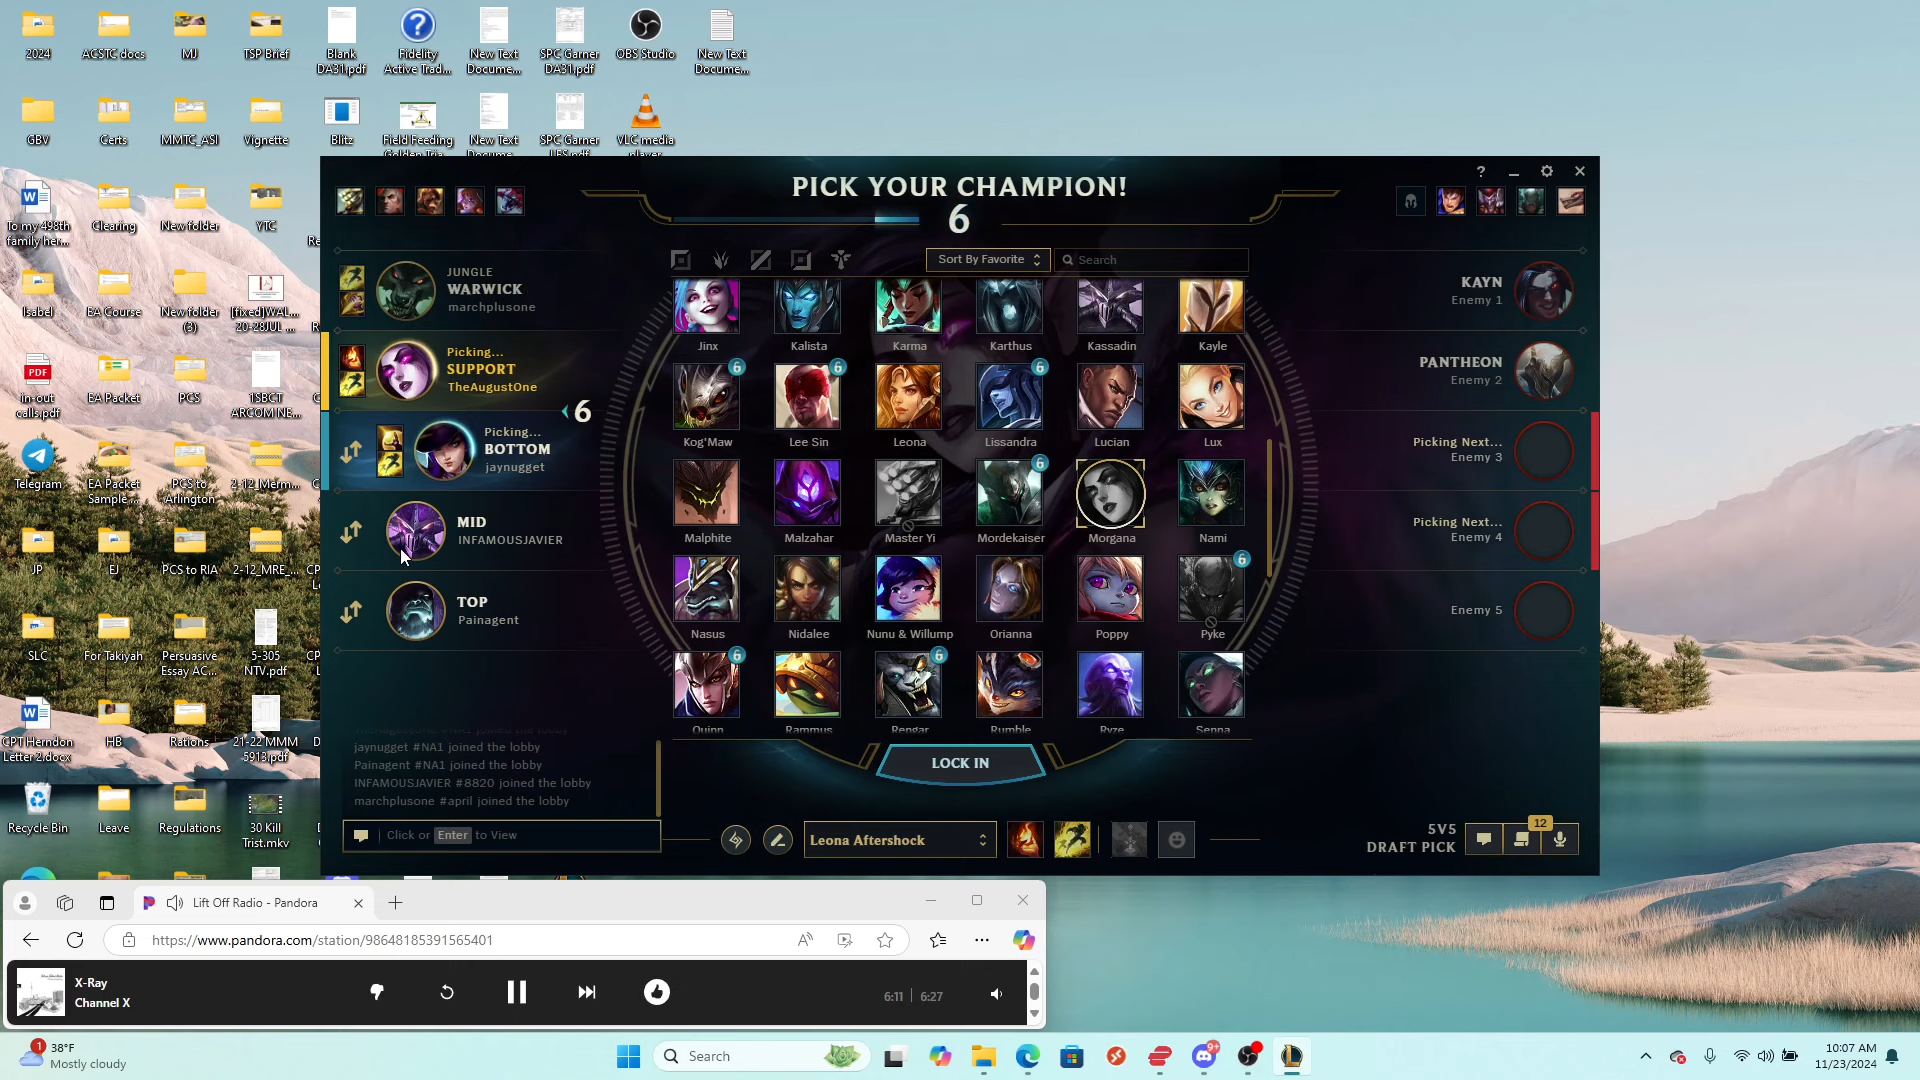 2024
ACSTC docs
MJ
TSP Brief
Blank
DA31.pdf
Fidelity
Active Trad...
New Text
Docume...
SPC Garner
DA31.pdf
OBS Studio
New Text
Docume...
GBV
Certs
MMTC_ASI
Vignette
Blitz
Field Feeding
New Text
SPC Garner
VLC media
To my 498th
family her...
Clearing
New folder
YTC
Isabel
EA Course
New folder
(3)
[fixed]WAL...
20-28JUL ...
in-out
calls.pdf
EA Packet
PCS
1SBCT
ARCOM NE...
Telegram
EA Packet
Sample ...
PCS to
Arlington
2-12_Merm...
JP
EJ
PCS to RIA
2-12_MRE_...
SLC
For Takiyah
Persuasive
Essay AC...
5-305
NTV.pdf
CPT Herndon
Letter 2.docx
HB
Rations
21-22 MMM
5913.pdf
Recycle Bin
Leave
Regulations
30 Kill
Trist.mkv
PICK YOUR CHAMPION!
6
Sort By Favorite
Search
JUNGLE
WARWICK
marchplusone
Picking...
SUPPORT
TheAugustOne
6
Picking...
BOTTOM
jaynugget
MID
INFAMOUSJAVIER
TOP
Painagent
Jinx
Kalista
Karma
Karthus
Kassadin
Kayle
6
6
6
Kog'Maw
Lee Sin
Leona
Lissandra
Lucian
Lux
6
Malphite
Malzahar
Master Yi
Mordekaiser
Morgana
Nami
6
Nasus
Nidalee
Nunu & Willump
Orianna
Poppy
Pyke
6
6
Quinn
Rammus
Rengar
Rumble
Ryze
Senna
KAYN
Enemy 1
PANTHEON
Enemy 2
Picking Next...
Enemy 3
Picking Next...
Enemy 4
Enemy 5
jaynugget #NA1 joined the lobby
Painagent #NA1 joined the lobby
INFAMOUSJAVIER #8820 joined the lobby
marchplusone #april joined the lobby
Click or Enter to View
LOCK IN
Leona Aftershock
5V5
DRAFT PICK
12
Lift Off Radio - Pandora
https://www.pandora.com/station/98648185391565401
X-Ray
Channel X
6:11 | 6:27
1
38°F
Mostly cloudy
Search
9+
10:07 AM
11/23/2024